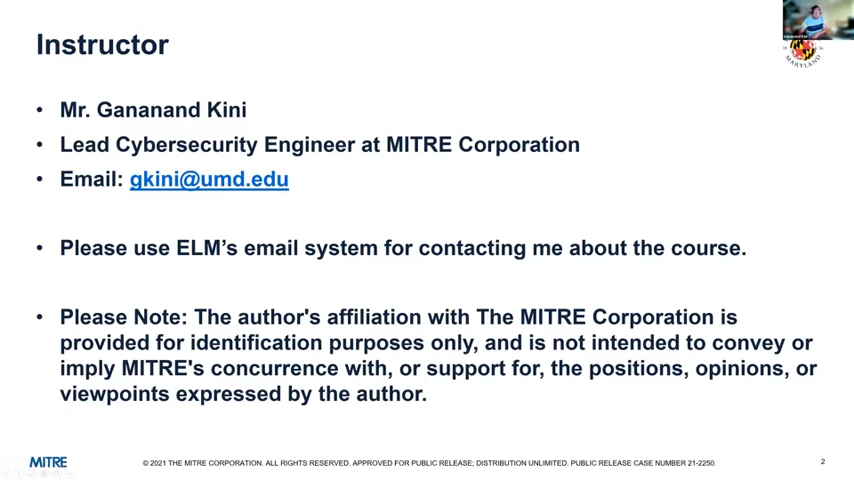 Instructor
Gananand Kini
MARYLAND
• Mr. Gananand Kini
• Lead Cybersecurity Engineer at MITRE Corporation
• Email: gkini@umd.edu
• Please use ELM’s email system for contacting me about the course.
• Please Note: The author's affiliation with The MITRE Corporation is
provided for identification purposes only, and is not intended to convey or
imply MITRE's concurrence with, or support for, the positions, opinions, or
viewpoints expressed by the author.
MITRE
© 2021 THE MITRE CORPORATION. ALL RIGHTS RESERVED. APPROVED FOR PUBLIC RELEASE; DISTRIBUTION UNLIMITED. PUBLIC RELEASE CASE NUMBER 21-2250.
2